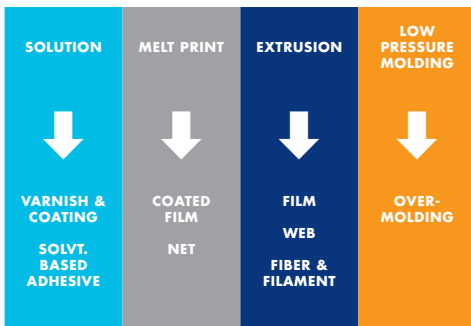 SOLUTION
VARNISH &
COATING
SOLVT.
BASED
ADHESIVE
MELT PRINT
COATED
FILM
NET
EXTRUSION
FILM
WEB
FIBER &
FILAMENT
LOW
PRESSURE
MOLDING
OVER-
MOLDING